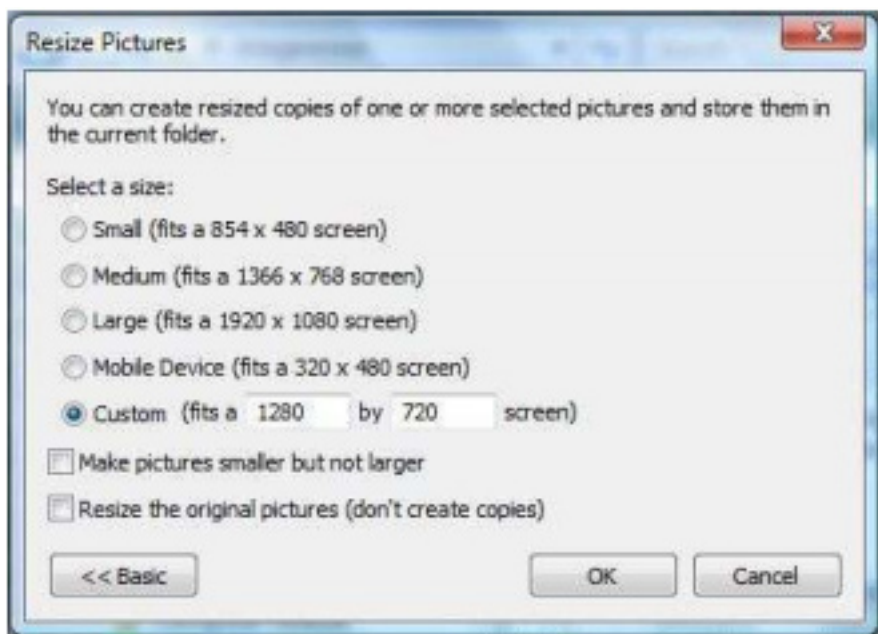 Resize Pictures
You can create resized copies of one or more selected pictures and store them in
the current folder.
Select a size:
Small (fits a 854 x 480 screen)
Medium (fits a 1366 x 768 screen)
Large (fits a 1920 x 1080 screen)
Mobile Device (fits a 320 x 480 screen)
Custom (fits a 1280 by 720 screen)
Make pictures smaller but not larger
Resize the original pictures (don't create copies)
<< Basic OK Cancel